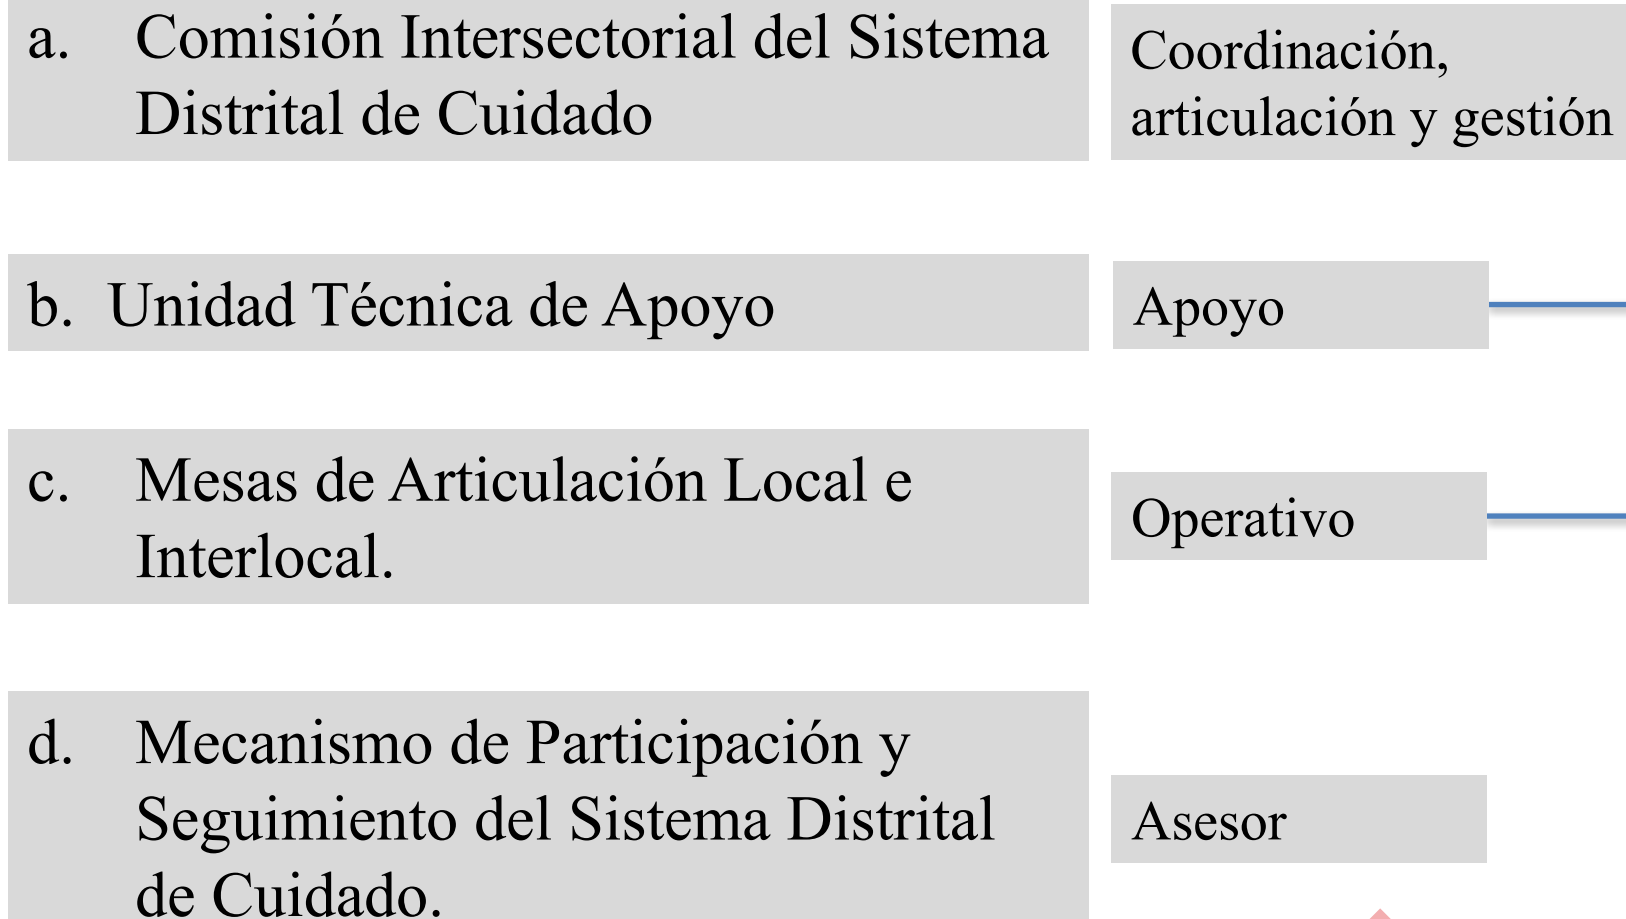 a. Comisión Intersectorial del Sistema
Distrital de Cuidado
Coordinación,
articulación y gestión
b. Unidad Técnica de Apoyo
Apoyo
c. Mesas de Articulación Local e
Interlocal.
Operativo
d. Mecanismo de Participación y
Seguimiento del Sistema Distrital
de Cuidado.
Asesor